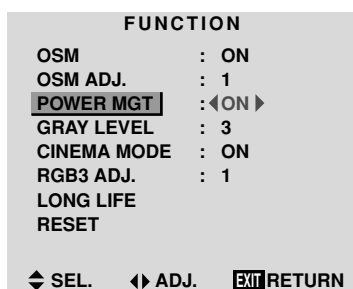 FUNCTION
OSM : ON
OSM ADJ. : 1
POWER MGT : ON
GRAY LEVEL : 3
CINEMA MODE : ON
RGB3 ADJ. : 1
LONG LIFE
RESET
SEL. ADJ. EXIT RETURN